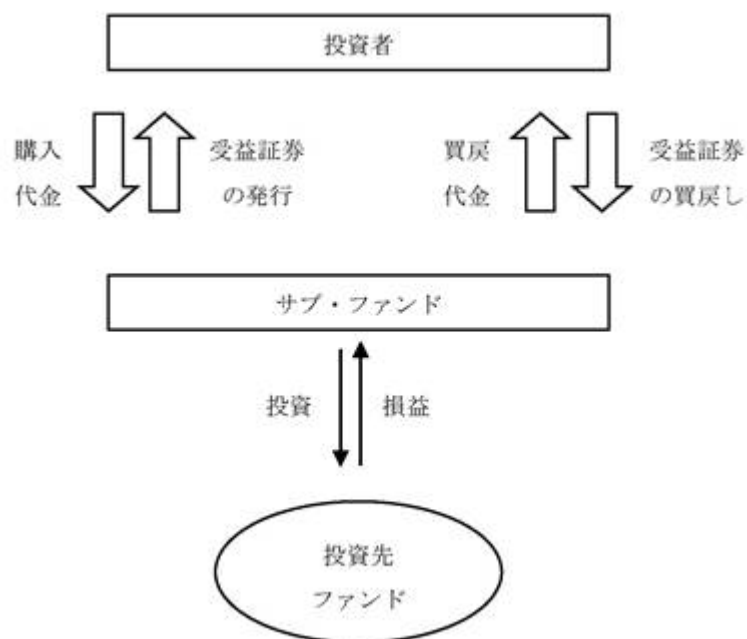 投資者
購入
代金
受益証券
の発行
買戻
代金
受益証券
の買戻し
サブ・ファンド
投資
損益
投資先
ファンド